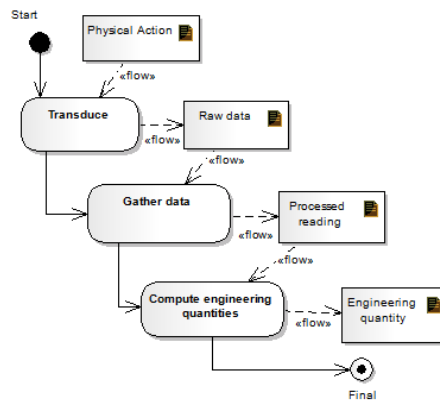 Start
Physical Action
«flow»
Transduce
Raw data
«flow»
«flow»
Gather data
Processed
reading
«flow»
«flow»
Compute engineering
quantities
Engineering
quantity
«flow»
Final